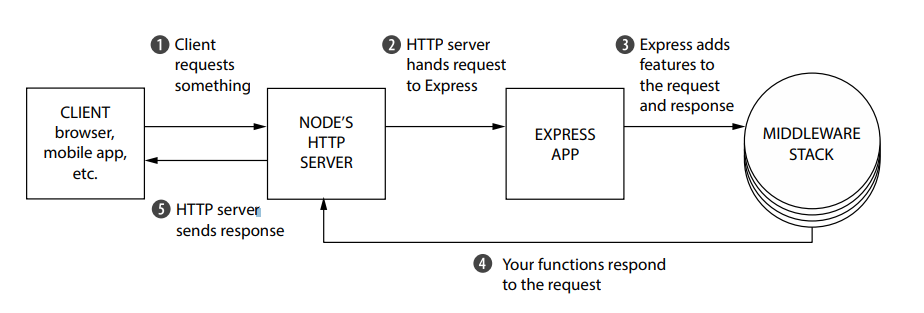 1 Client
requests
something
2 HTTP server
hands request
to Express
3 Express adds
features to
the request
and response
CLIENT
browser,
mobile app,
etc.
NODE'S
HTTP
SERVER
EXPRESS
APP
MIDDLEWARE
STACK
5 HTTP server
sends response
4 Your functions respond
to the request